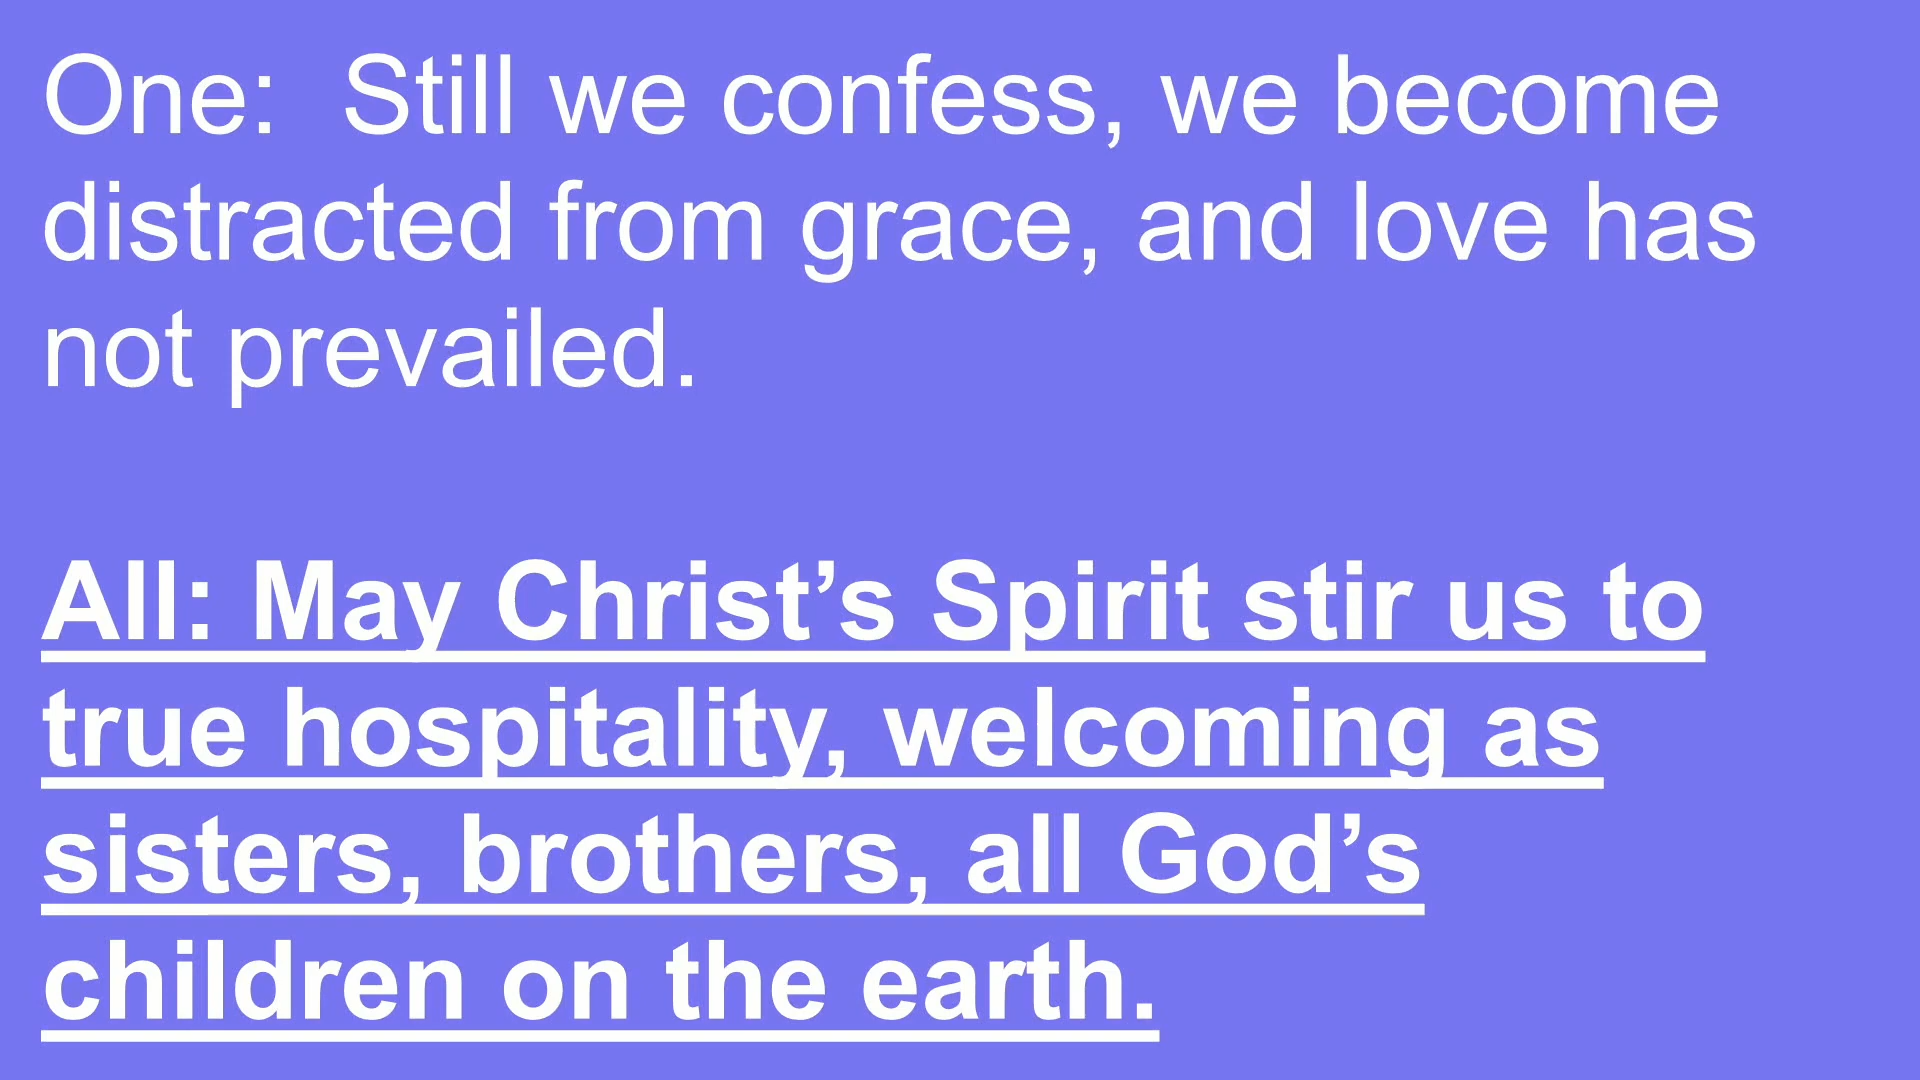 One:  Still we confess, we become
distracted from grace, and love has
not prevailed.
All: May Christ’s Spirit stir us to
true hospitality, welcoming as
sisters, brothers, all God’s
children on the earth.